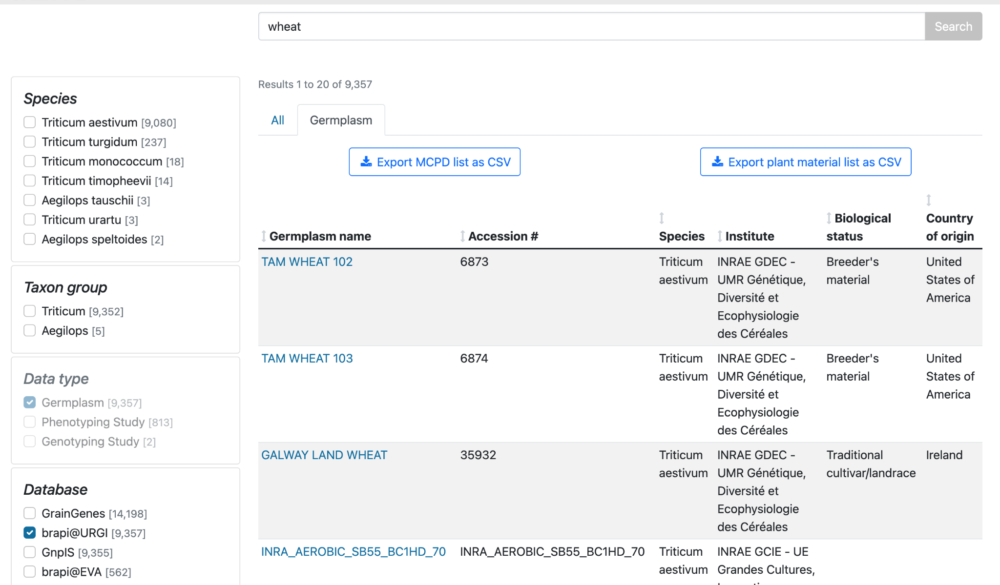 wheat
Search
Species
Triticum aestivum [9,080]
Triticum turgidum [237]
Triticum monococcum [18]
Triticum timopheevii [14]
Aegilops tauschii [3]
Triticum urartu [3]
Aegilops speltoides [2]
Taxon group
Triticum [9,352]
Aegilops [5]
Data type
Germplasm [9,357]
Phenotyping Study [813]
Genotyping Study [2]
Database
GrainGenes [14,198]
brapi@URGI [9,357]
GnpIS [9,355]
brapi@EVA [562]
Results 1 to 20 of 9,357
All
Germplasm
Export MCPD list as CSV
Export plant material list as CSV
Germplasm name
Accession #
Species
Institute
Biological
status
Country
of origin
TAM WHEAT 102
6873
Triticum
aestivum
INRAE GDEC -
UMR Génétique,
Diversité et
Ecophysiologie
des Céréales
Breeder's
material
United
States of
America
TAM WHEAT 103
6874
Triticum
aestivum
INRAE GDEC -
UMR Génétique,
Diversité et
Ecophysiologie
des Céréales
Breeder's
material
United
States of
America
GALWAY LAND WHEAT
35932
Triticum
aestivum
INRAE GDEC -
UMR Génétique,
Diversité et
Ecophysiologie
des Céréales
Traditional
cultivar/landrace
Ireland
INRA_AEROBIC_SB55_BC1HD_70
INRA_AEROBIC_SB55_BC1HD_70
Triticum
aestivum
INRAE GCIE - UE
Grandes Cultures,